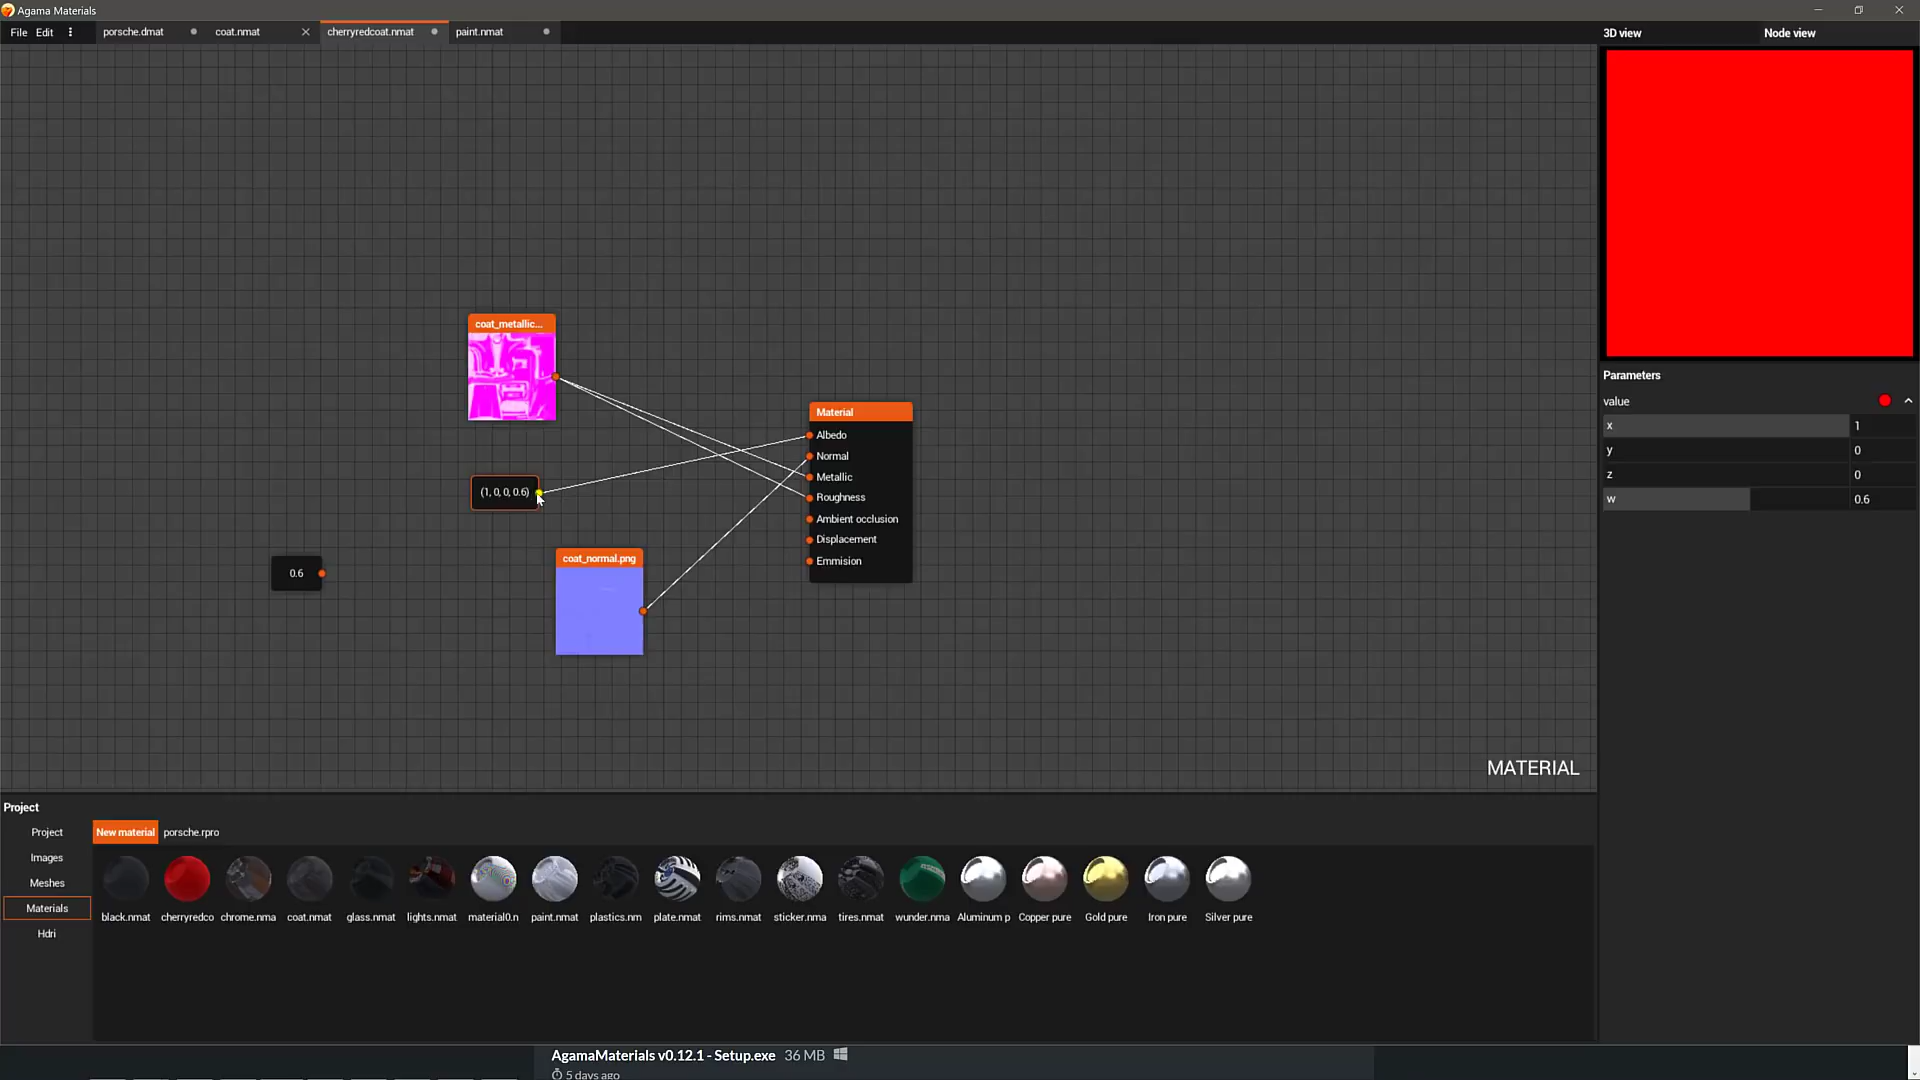 Agama Materials
File Edit porsche.dmat coat.nmat cherryredcoat.nmat paint.nmat
3D view Node view
coat_metallic...
Material
Albedo
Normal
Metallic
Roughness
Ambient occlusion
Displacement
Emmision
(1, 0, 0, 0.6)
coat_normal.png
0.6
MATERIAL
Parameters
value
x 1
y 0
z 0
w 0.6
Project
Project
Images
Meshes
Materials
Hdri
New material porsche.rpro
black.nmat cherryredco chrome.nma coat.nmat glass.nmat lights.nmat material0.n paint.nmat plastics.nm plate.nmat rims.nmat sticker.nma tires.nmat wunder.nma Aluminum p Copper pure Gold pure Iron pure Silver pure
AgamaMaterials v0.12.1 - Setup.exe 36 MB
5 days ago